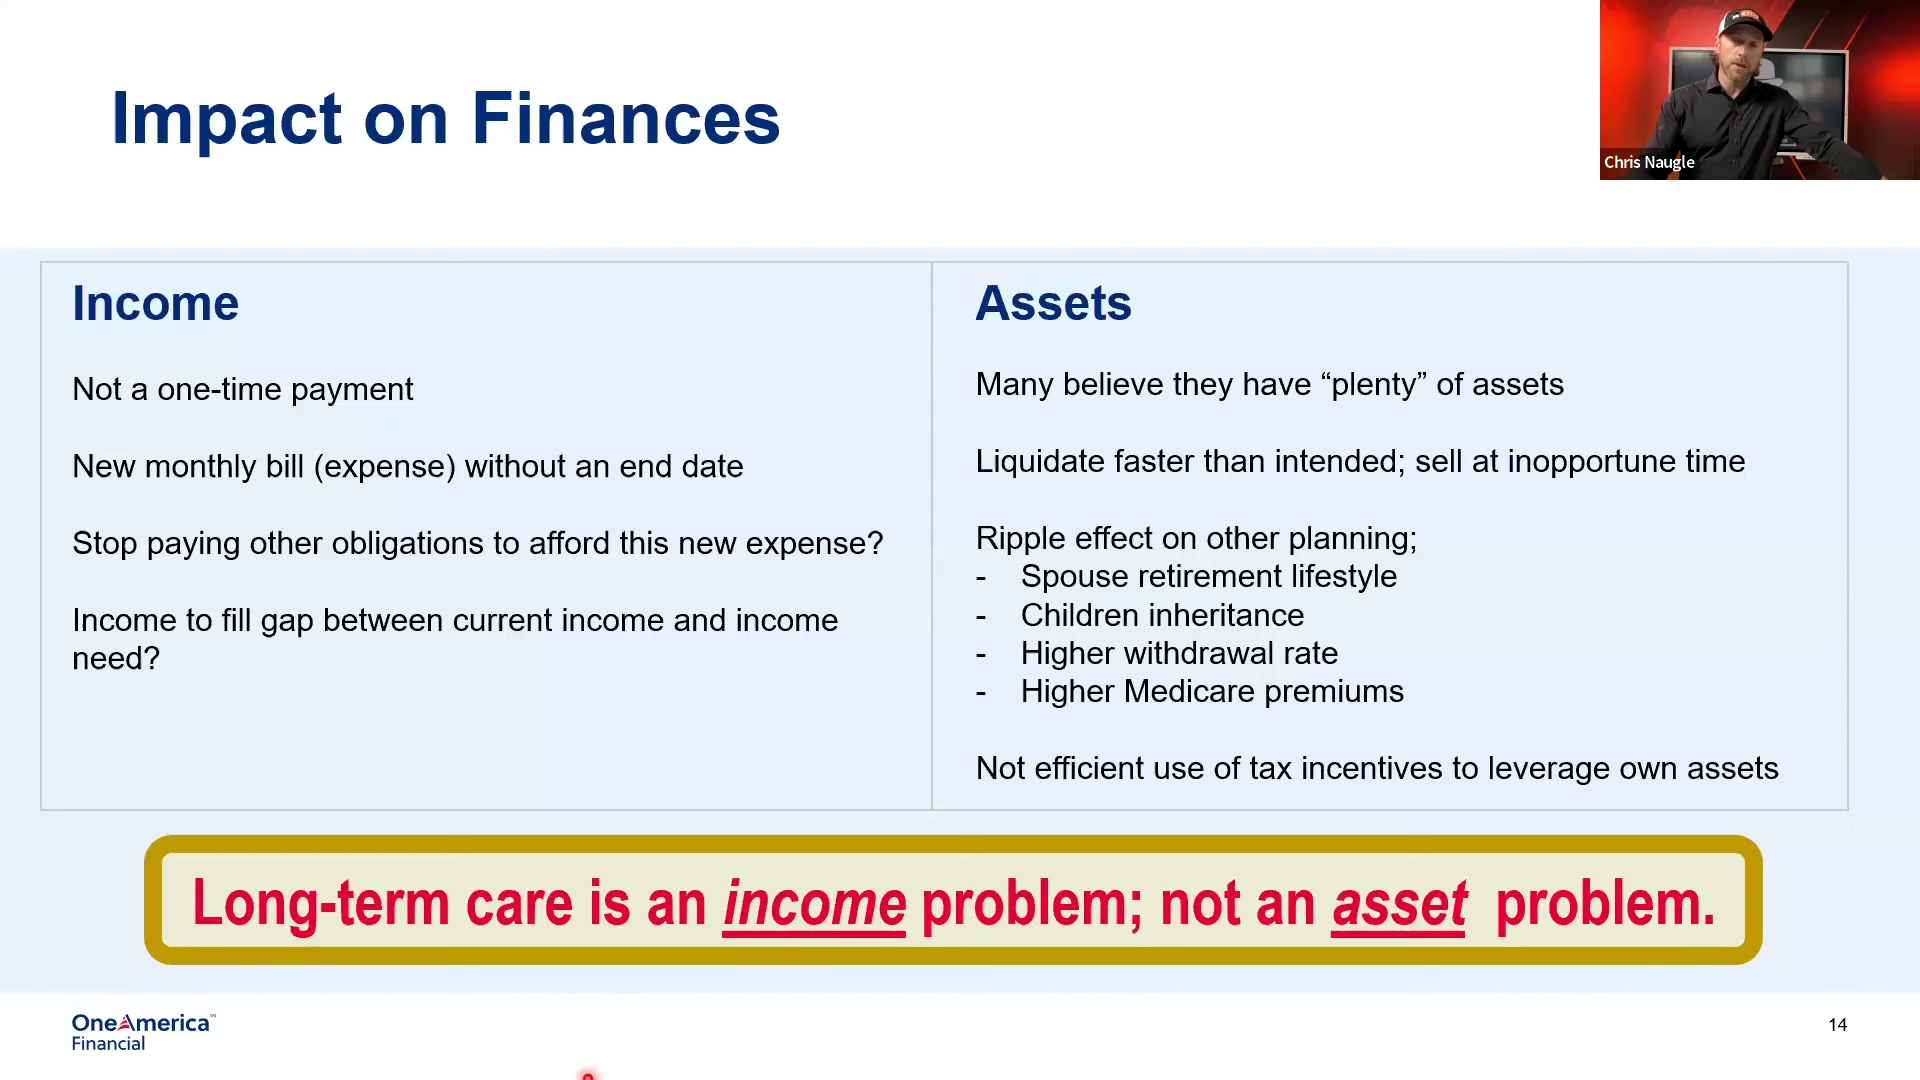 Impact on Finances
Chris Naugle
Income
Not a one-time payment
New monthly bill (expense) without an end date
Stop paying other obligations to afford this new expense?
Income to fill gap between current income and income
need?
Assets
Many believe they have “plenty” of assets
Liquidate faster than intended; sell at inopportune time
Ripple effect on other planning;
- Spouse retirement lifestyle
- Children inheritance
- Higher withdrawal rate
- Higher Medicare premiums
Not efficient use of tax incentives to leverage own assets
Long-term care is an income problem; not an asset problem.
OneAmerica
Financial
14